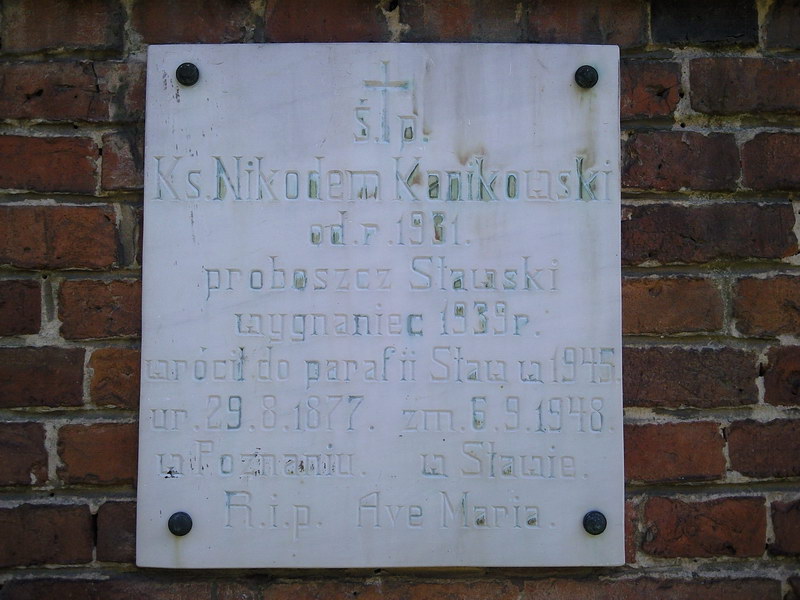 ś. p.
Ks. Nikodem Kanikowski
od. r. 1931.
proboszcz Stawski
wygnaniec 1939 r.
wrócił do parafii Staw w 1945.
ur. 29.8.1877. zm. 6.9.1948.
w Poznaniu. w Stawie.
R.i.p. Ave Maria.